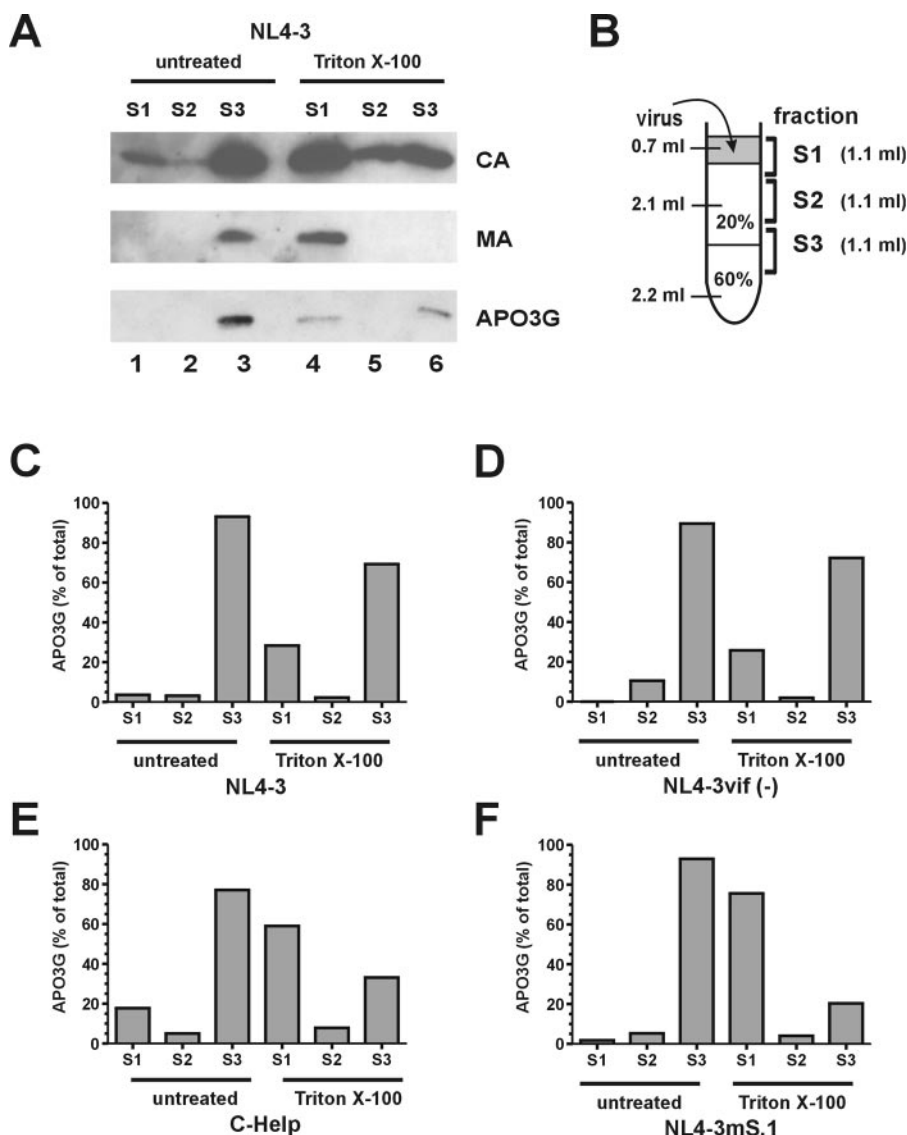 A
NL4-3
untreated Triton X-100
S1 S2 S3 S1 S2 S3
CA
MA
APO3G
1 2 3 4 5 6
B
virus fraction
0.7 ml S1 (1.1 ml)
2.1 ml S2 (1.1 ml)
20%
S3 (1.1 ml)
60%
2.2 ml
C
APO3G (% of total)
100
80
60
40
20
0
S1 S2 S3 S1 S2 S3
untreated Triton X-100
NL4-3
D
APO3G (% of total)
100
80
60
40
20
0
S1 S2 S3 S1 S2 S3
untreated Triton X-100
NL4-3vif (-)
E
APO3G (% of total)
100
80
60
40
20
0
S1 S2 S3 S1 S2 S3
untreated Triton X-100
C-Help
F
APO3G (% of total)
100
80
60
40
20
0
S1 S2 S3 S1 S2 S3
untreated Triton X-100
NL4-3mS.1